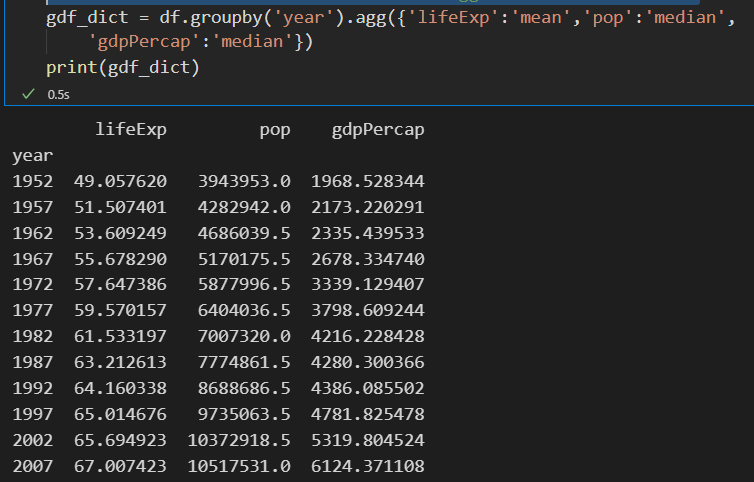 gdf_dict = df.groupby('year').agg({'lifeExp':'mean','pop':'median',
'gdpPercap':'median'})
print(gdf_dict)
✓ 0.5s
lifeExp pop gdpPercap
year
1952 49.057620 3943953.0 1968.528344
1957 51.507401 4282942.0 2173.220291
1962 53.609249 4686039.5 2335.439533
1967 55.678290 5170175.5 2678.334740
1972 57.647386 5877996.5 3339.129407
1977 59.570157 6404036.5 3798.609244
1982 61.533197 7007320.0 4216.228428
1987 63.212613 7774861.5 4280.300366
1992 64.160338 8688686.5 4386.085502
1997 65.014676 9735063.5 4781.825478
2002 65.694923 10372918.5 5319.804524
2007 67.007423 10517531.0 6124.371108